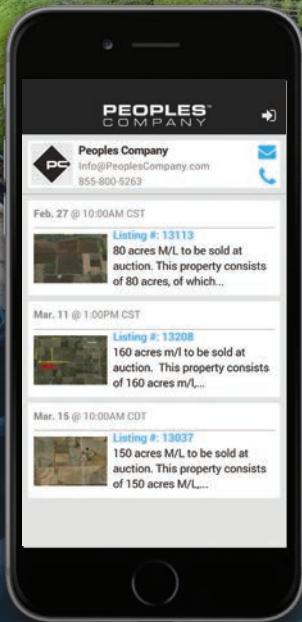 PEOPLES™
COMPANY
PC
Peoples Company
Info@PeoplesCompany.com
855-800-5263
Feb. 27 @ 10:00AM CST
Listing #: 13113
80 acres M/L to be sold at
auction. This property consists
of 80 acres, of which...
Mar. 11 @ 1:00PM CST
Listing #: 13208
160 acres m/l to be sold at
auction.  This property consists
of 160 acres m/l,...
Mar. 15 @ 10:00AM CDT
Listing #: 13037
150 acres M/L to be sold at
auction. This property consists
of 150 acres M/L,...